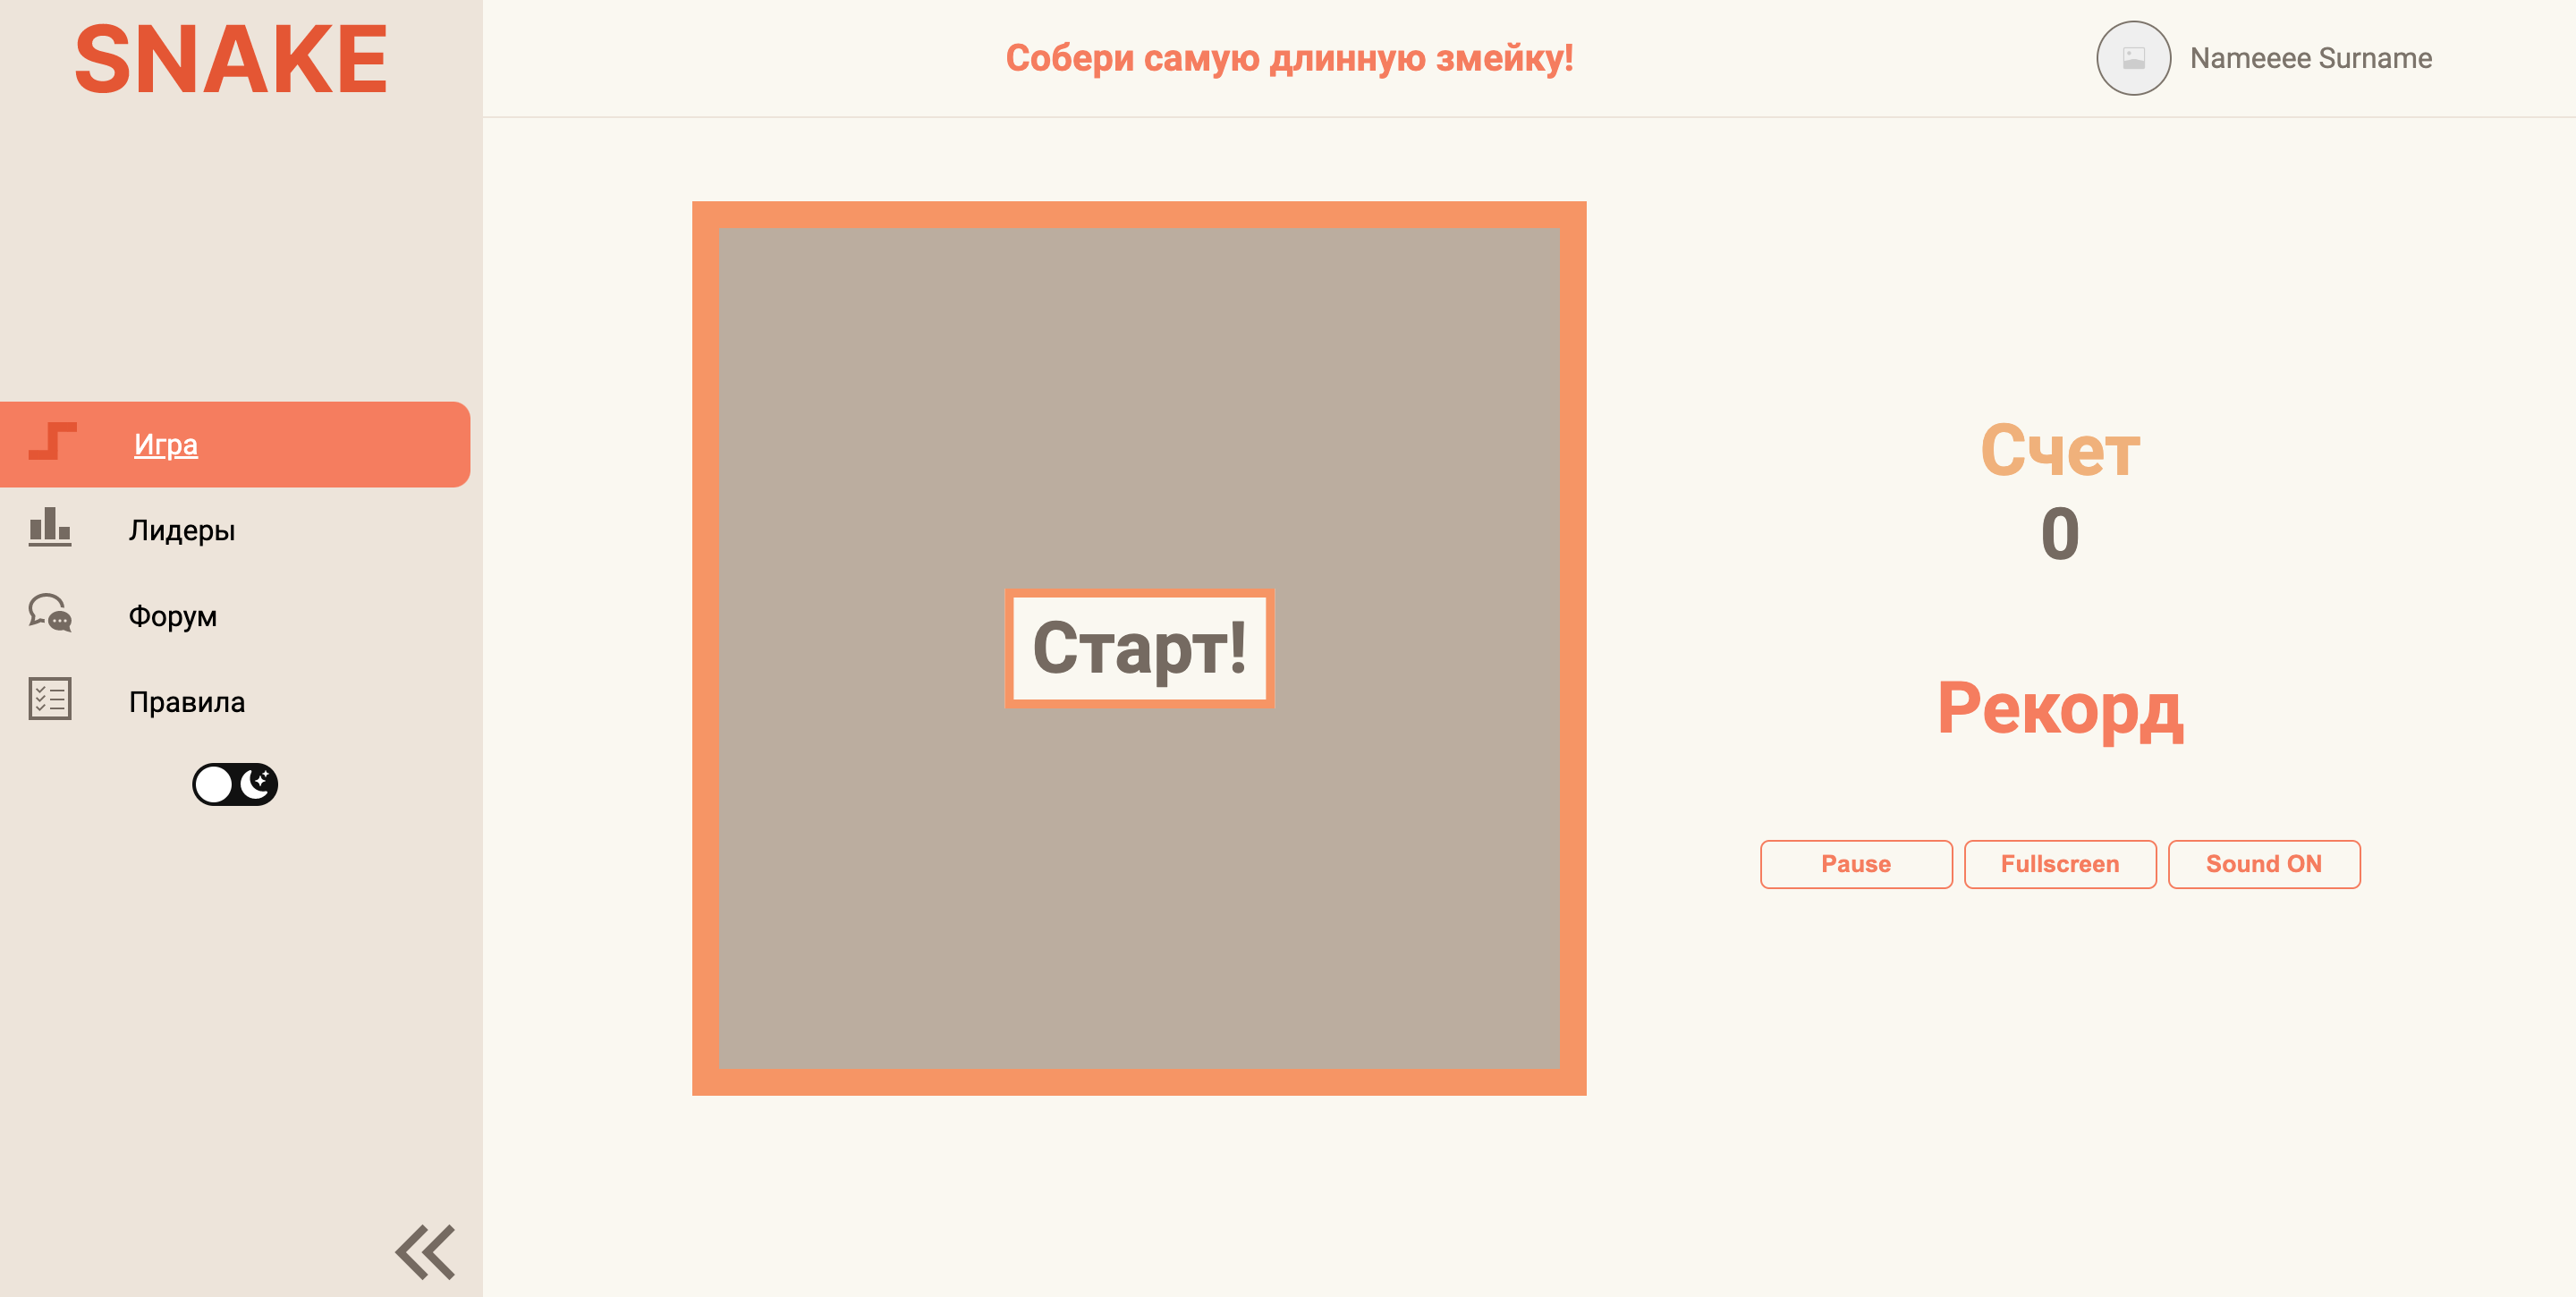 SNAKE
Собери самую длинную змейку!
Nameeee Surname
Игра
Лидеры
Форум
Правила
Старт!
Счет
0
Рекорд
Pause
Fullscreen
Sound ON